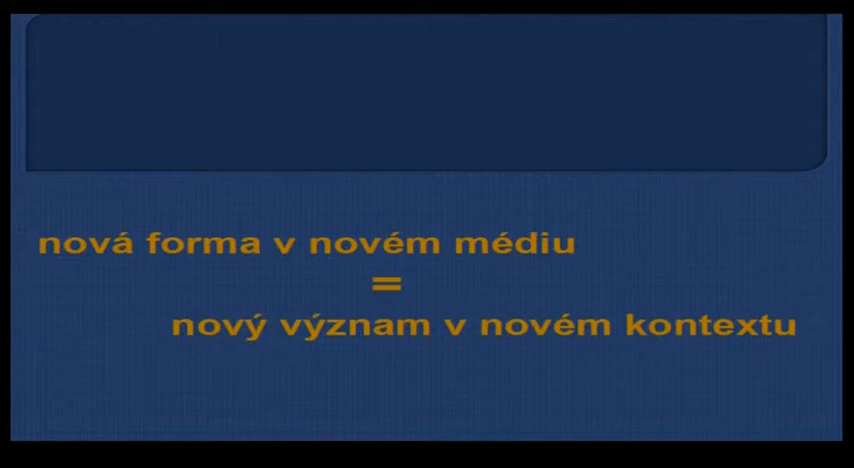 nová forma v novém médiu
=
nový význam v novém kontextu